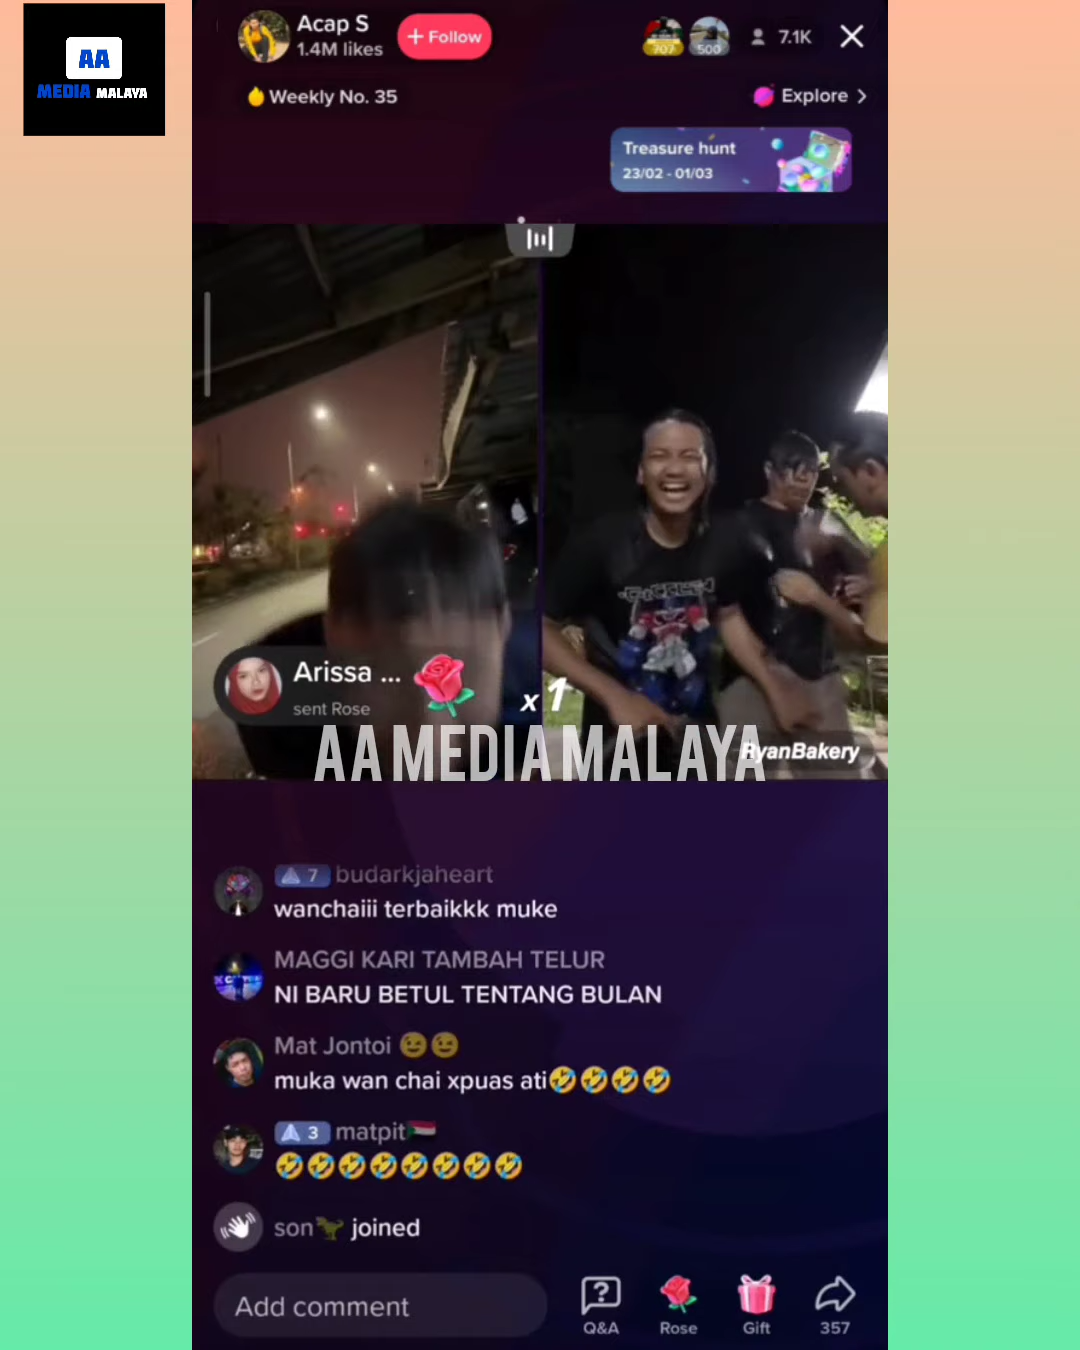 AA
MEDIA MALAYA
Acap S
1.4M likes
+ Follow
707
500
7.1K
Weekly No. 35
Explore >
Treasure hunt
23/02 - 01/03
Arissa ...
sent Rose
x 1
AA MEDIA MALAYA
RyanBakery
7 budarkjaheart
wanchaiii terbaikkk muke
MAGGI KARI TAMBAH TELUR
NI BARU BETUL TENTANG BULAN
Mat Jontoi 😉😉
muka wan chai xpuas ati🤣🤣🤣🤣
3 matpit🇸🇩
🤣🤣🤣🤣🤣🤣🤣🤣
son🦖 joined
Add comment
Q&A
Rose
Gift
357